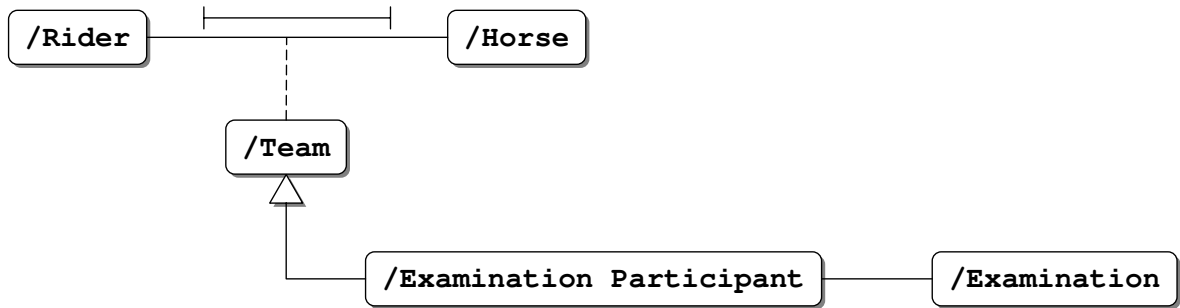 /Rider
/Horse
/Team
/Examination Participant
/Examination